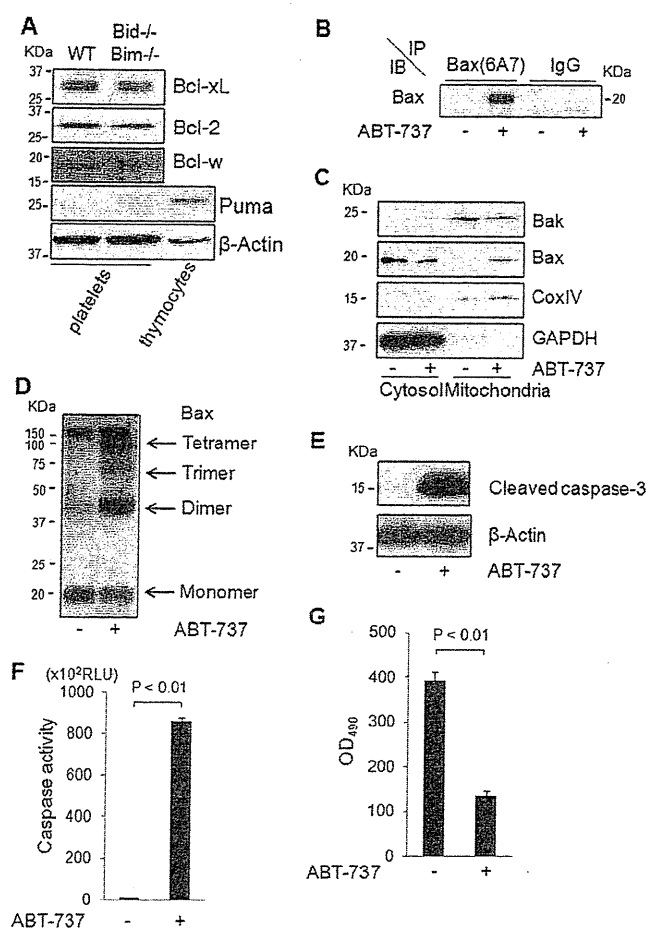 A
KDa
WT
Bid-/-
Bim-/-
37
25
Bcl-xL
37
25
Bcl-2
20
15
Bcl-w
25
Puma
37
β-Actin
platelets
thymocytes
B
IP
IB
Bax(6A7)
IgG
KDa
Bax
20
ABT-737
-
+
-
+
C
KDa
25
Bak
20
Bax
15
CoxIV
37
GAPDH
-
+
-
+
ABT-737
Cytosol
Mitochondria
D
KDa
Bax
150
100
75
50
37
25
20
Tetramer
Trimer
Dimer
Monomer
-
+
ABT-737
E
KDa
15
Cleaved caspase-3
37
β-Actin
-
+
ABT-737
F
(x10²RLU)
P < 0.01
1000
800
600
400
200
0
Caspase activity
ABT-737
-
+
G
500
P < 0.01
400
300
200
100
0
OD₄₉₀
ABT-737
-
+